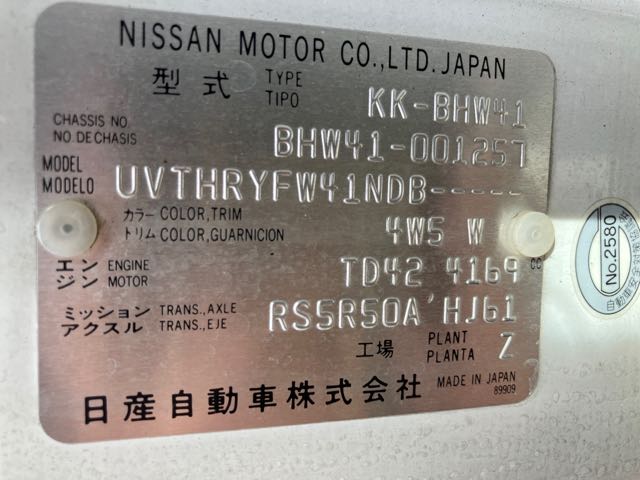 NISSAN MOTOR CO.,LTD. JAPAN
型式 TYPE TIPO KK-BHW41
CHASSIS NO NO. DE CHASIS BHW41-001257
MODEL MODELO UVTHRYFW41NDB-----
カラー COLOR,TRIM
トリム COLOR,GUARNICION 4W5 W
エンジン ENGINE MOTOR TD42 4169 CC
ミッション TRANS.,AXLE
アクスル TRANS.,EJE RS5R50A'HJ61
工場 PLANT PLANTA Z
日産自動車株式会社 MADE IN JAPAN
89909
No.2580